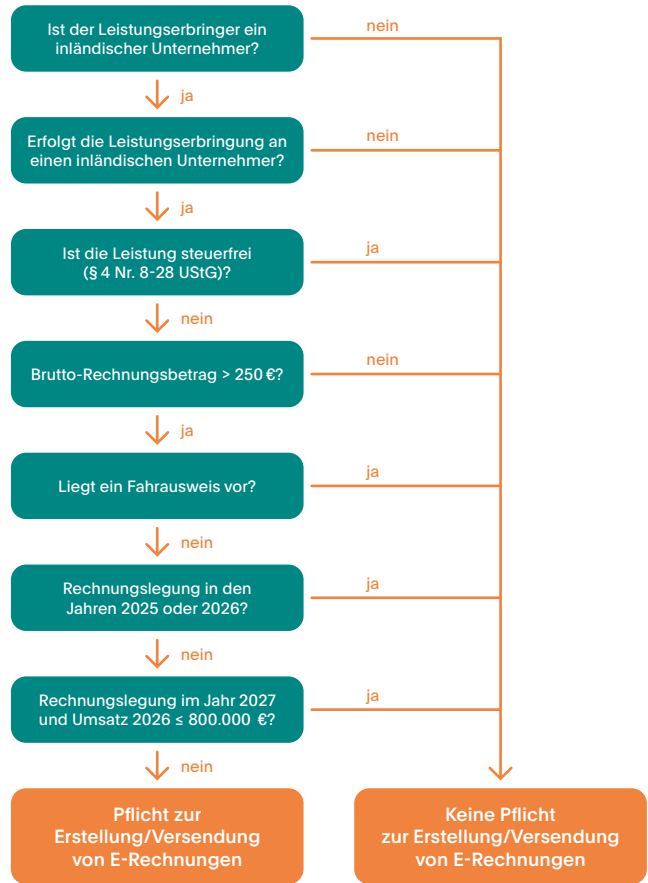 Ist der Leistungserbringer ein
inländischer Unternehmer?
nein
ja
Erfolgt die Leistungserbringung an
einen inländischen Unternehmer?
nein
ja
Ist die Leistung steuerfrei
(§ 4 Nr. 8-28 UStG)?
ja
nein
Brutto-Rechnungsbetrag > 250 €?
nein
ja
Liegt ein Fahrausweis vor?
ja
nein
Rechnungslegung in den
Jahren 2025 oder 2026?
ja
nein
Rechnungslegung im Jahr 2027
und Umsatz 2026 ≤ 800.000 €?
ja
nein
Pflicht zur
Erstellung/Versendung
von E-Rechnungen
Keine Pflicht
zur Erstellung/Versendung
von E-Rechnungen